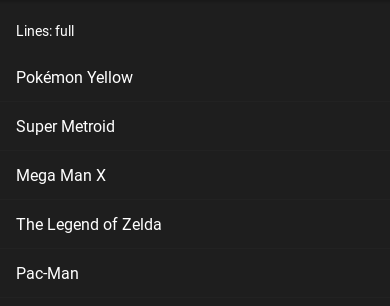 Lines: full
Pokémon Yellow
Super Metroid
Mega Man X
The Legend of Zelda
Pac-Man